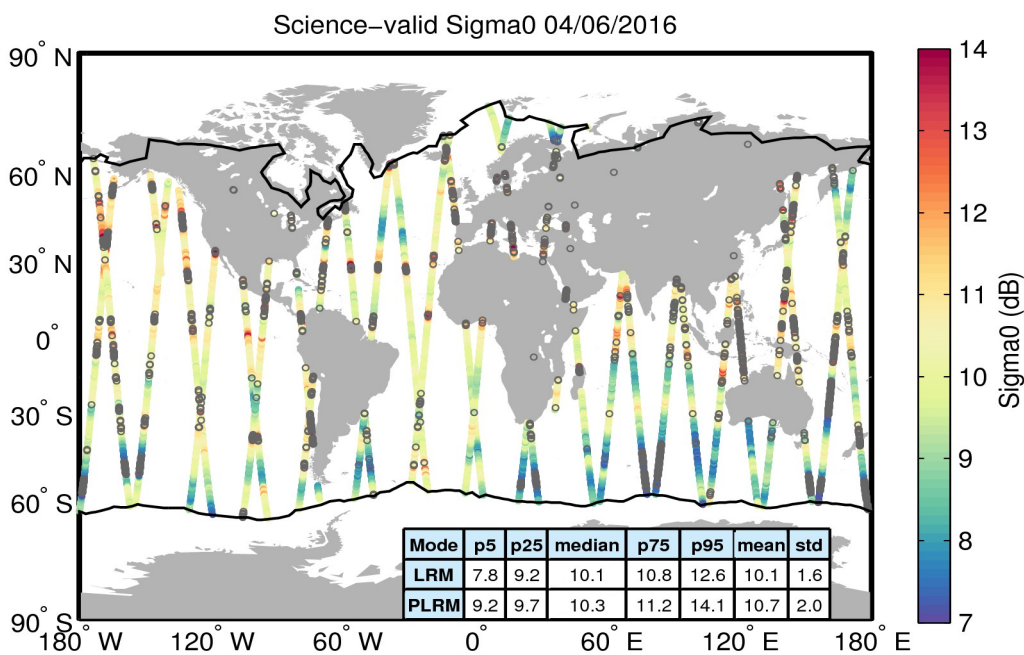 Science−valid Sigma0 04/06/2016
90° N
60° N
30° N
0°
30° S
60° S
90° S
180° W 120° W 60° W 0° 60° E 120° E 180° E
14
13
12
11
10
9
8
7
Sigma0 (dB)
Mode p5 p25 median p75 p95 mean std
LRM 7.8 9.2 10.1 10.8 12.6 10.1 1.6
PLRM 9.2 9.7 10.3 11.2 14.1 10.7 2.0